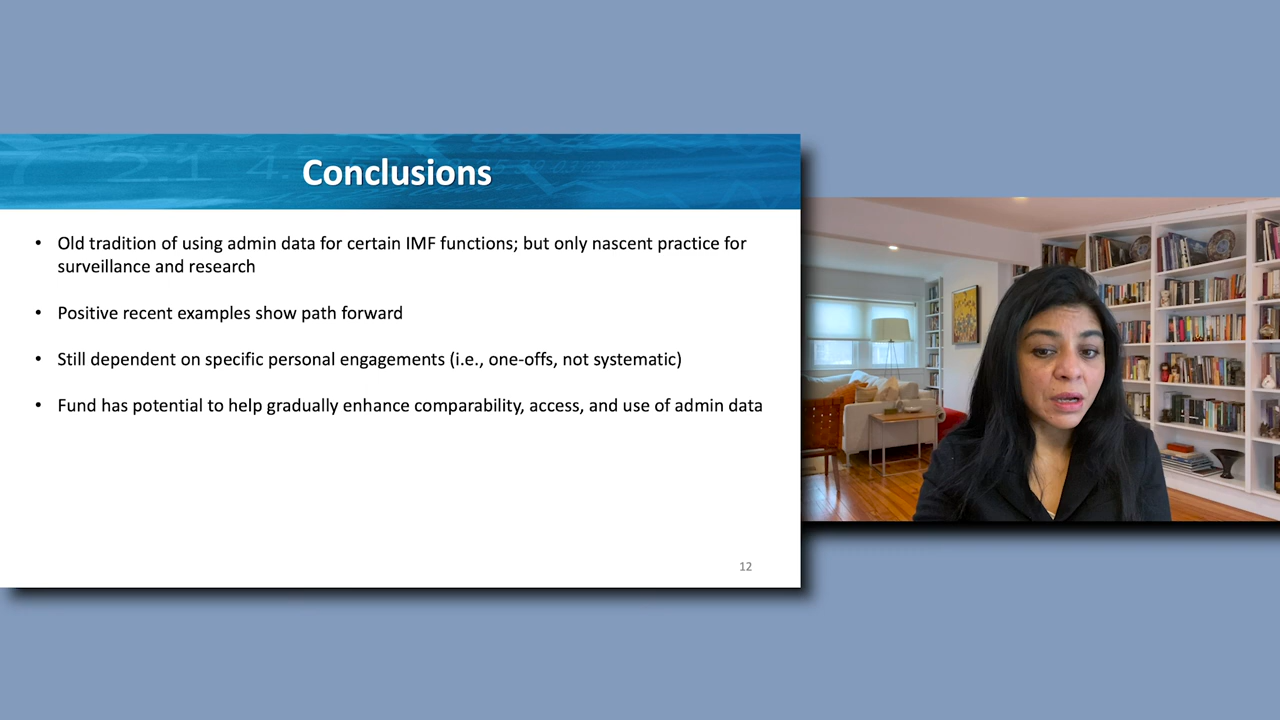 Conclusions
• Old tradition of using admin data for certain IMF functions; but only nascent practice for
surveillance and research
• Positive recent examples show path forward
• Still dependent on specific personal engagements (i.e., one-offs, not systematic)
• Fund has potential to help gradually enhance comparability, access, and use of admin data
12